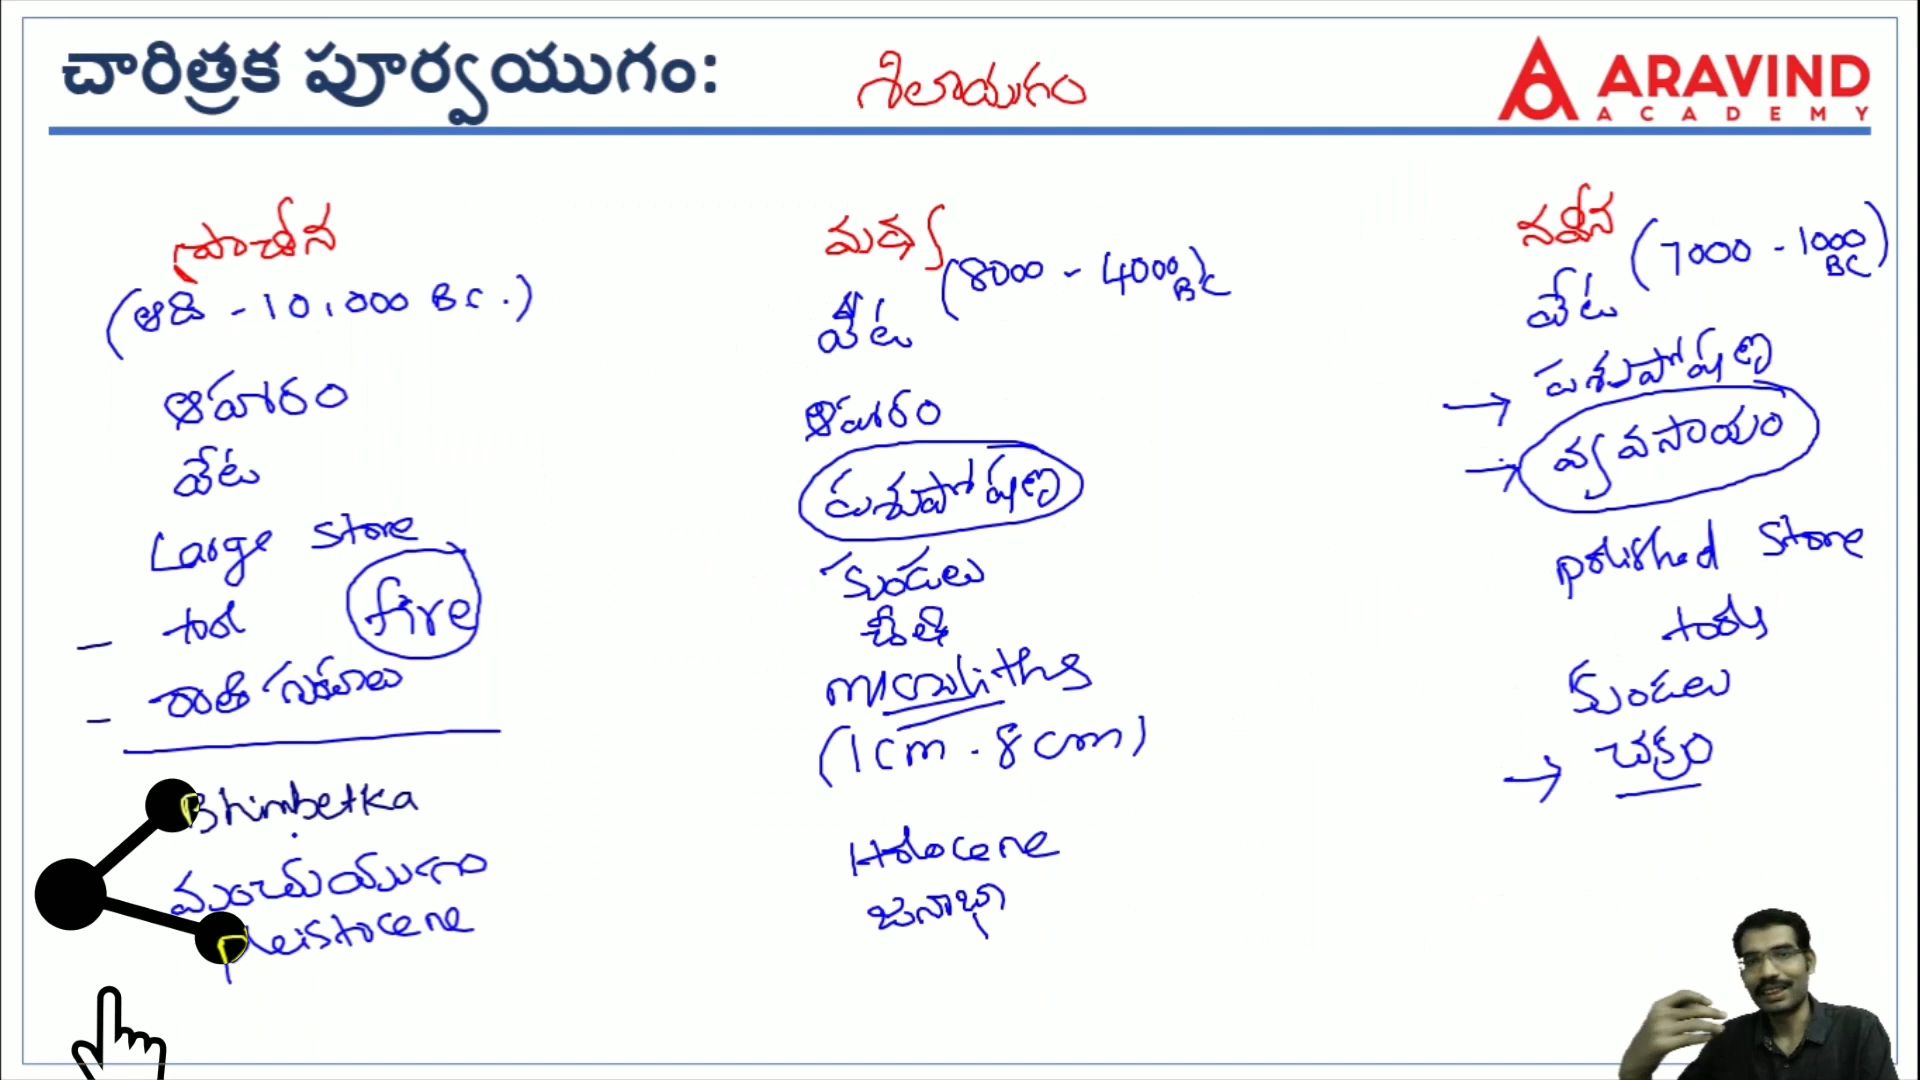 చారిత్రక పూర్వయుగం:
శిలాయుగం
ARAVIND
ACADEMY
ప్రాచీన
(ఆది - 10,000 BC.)
ఆహారం
వేట
Large stone
- tool
fire
- రాతి గుహలు
Bhimbetka
మంచుయుగం
pleistocene
మధ్య
(8000 - 4000 BC)
వేట
ఆహారం
పశుపోషణ
కుండలు
చేతి
microliths
(1cm - 8cm)
Holocene
జనాభా
నవీన
(7000 - 1000 BC)
వేట
→ పశుపోషణ
→ వ్యవసాయం
polished stone
tools
కుండలు
→ చక్రం